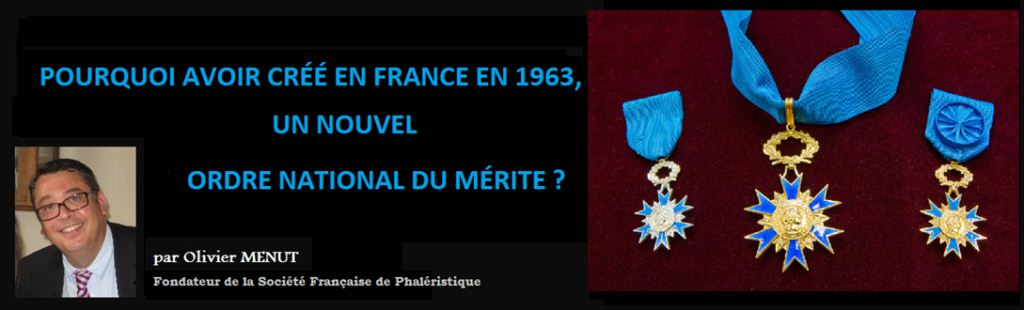 POURQUOI AVOIR CRÉÉ EN FRANCE EN 1963,
UN NOUVEL
ORDRE NATIONAL DU MÉRITE ?
par Olivier MENUT
Fondateur de la Société Française de Phaléristique